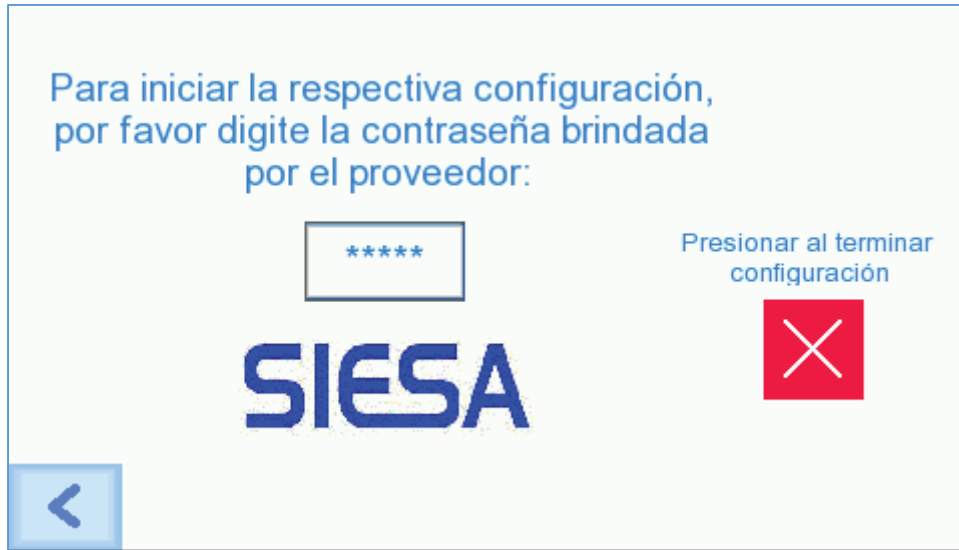 Para iniciar la respectiva configuración,
por favor digite la contraseña brindada
por el proveedor:
*****
Presionar al terminar
configuración
SIESA